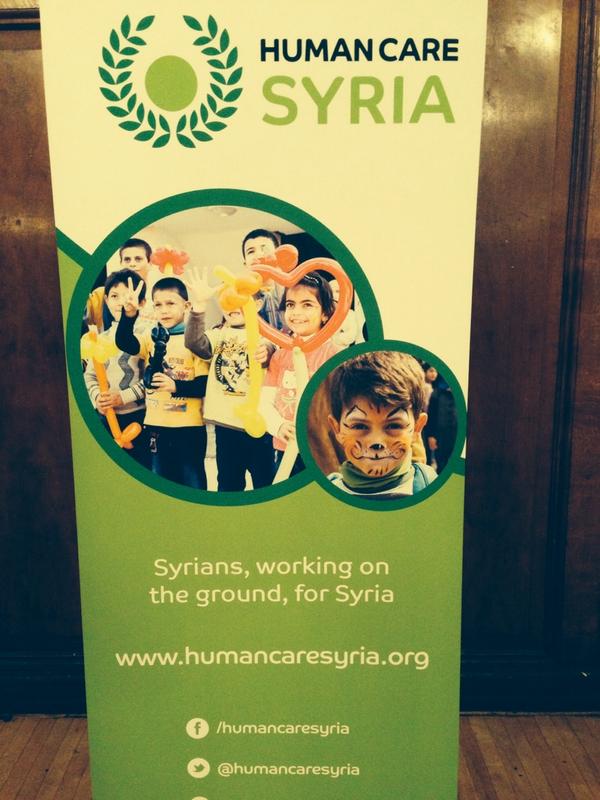 HUMAN CARE
SYRIA
Syrians, working on
the ground, for Syria
www.humancaresyria.org
/humancaresyria
@humancaresyria